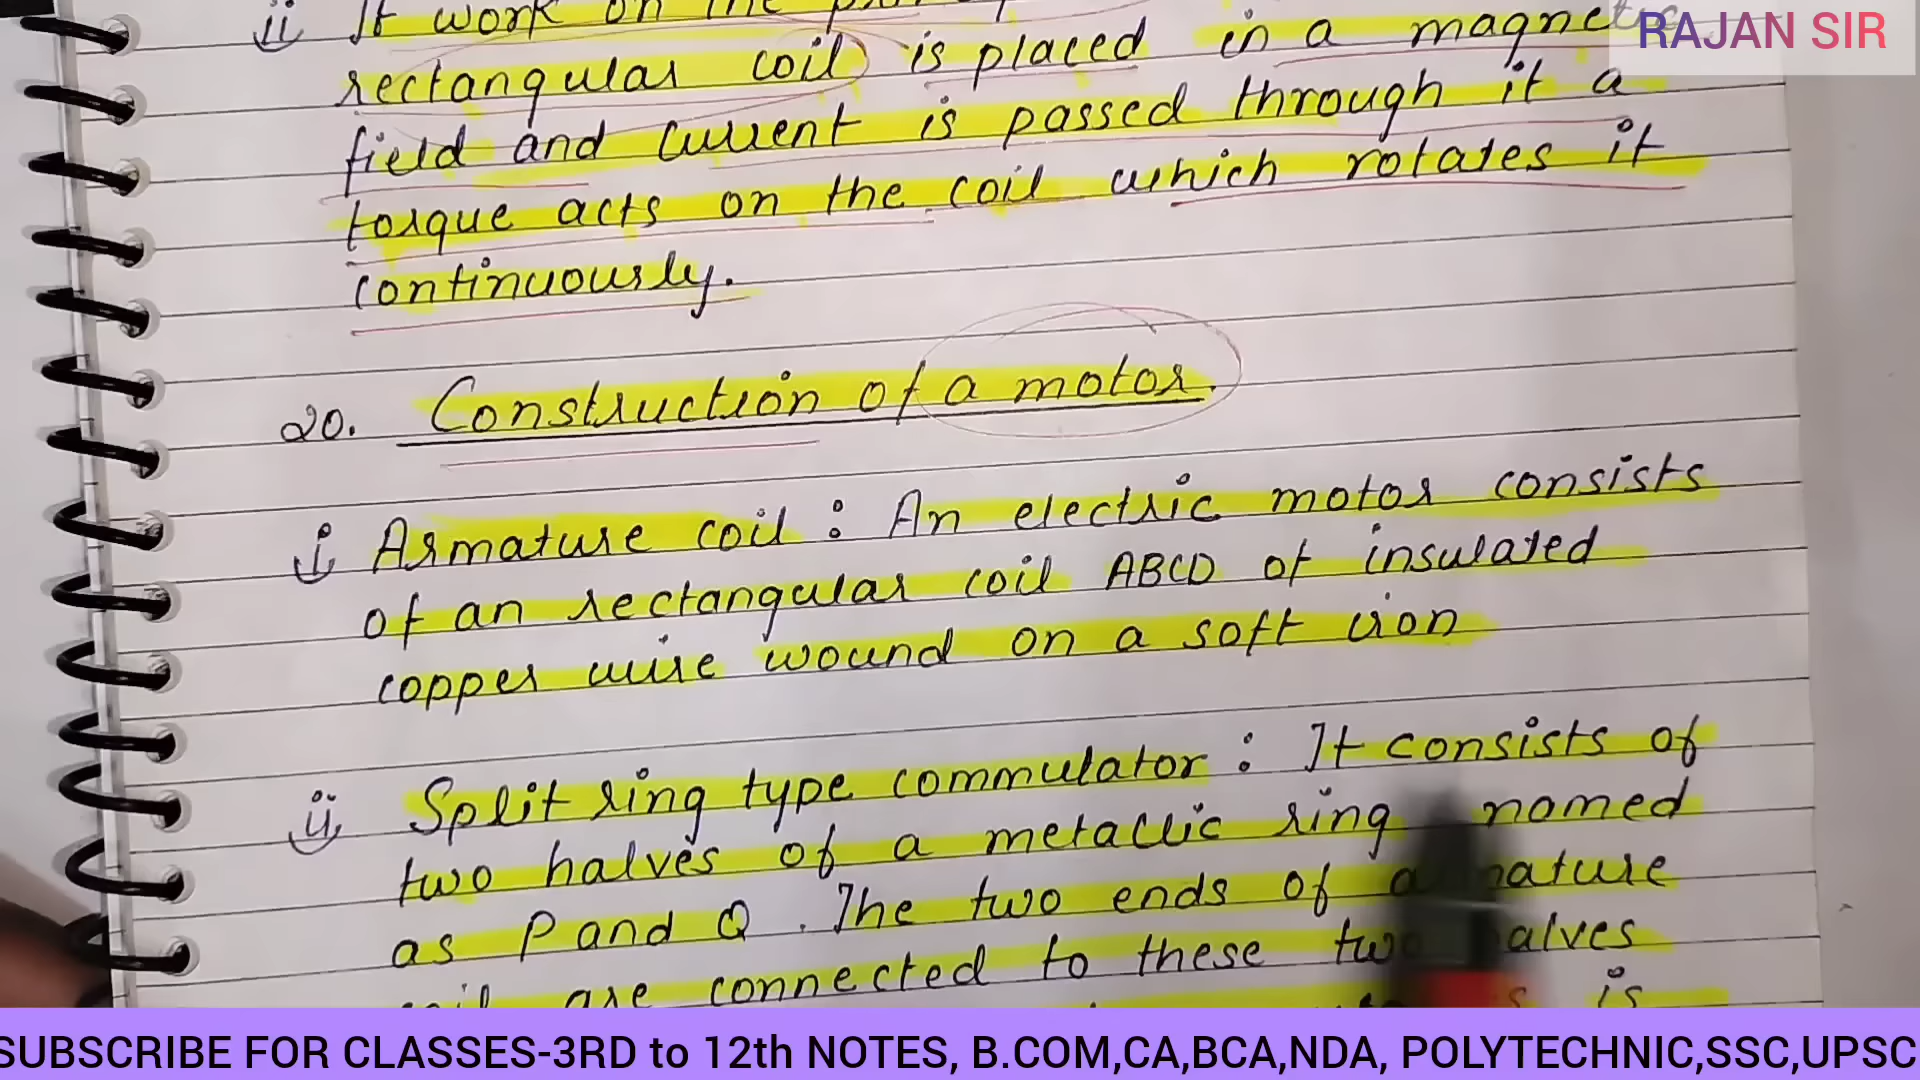 ii It work on the
RAJAN SIR
rectangular coil is placed in a magnetic
field and current is passed through it a
torque acts on the coil which rotates it
continuously.
20. Construction of a motor.
i Armature coil : An electric motor consists
of an rectangular coil ABCD of insulated
copper wire wound on a soft iron
ii Split ring type commulator : It consists of
two halves of a metallic ring named
as P and Q . The two ends of armature
coil are connected to these two halves
is
SUBSCRIBE FOR CLASSES-3RD to 12th NOTES, B.COM,CA,BCA,NDA, POLYTECHNIC,SSC,UPSC